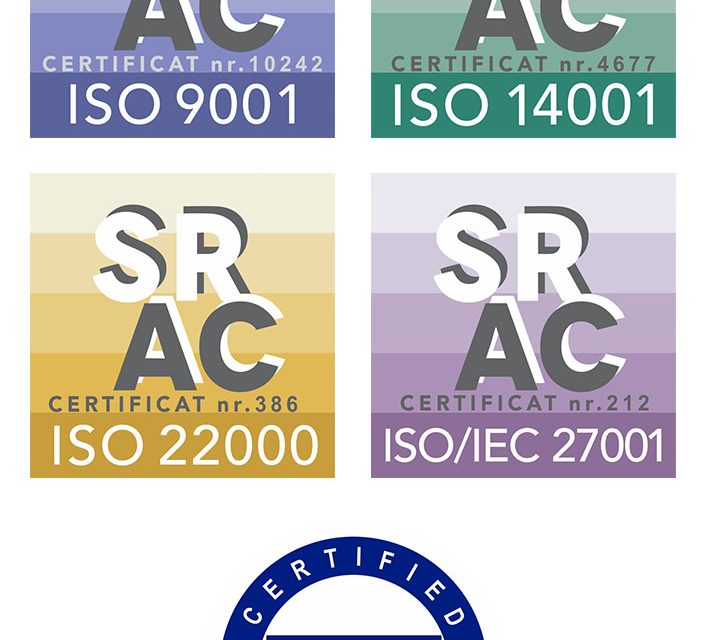 AC
CERTIFICAT nr.10242
ISO 9001
AC
CERTIFICAT nr.4677
ISO 14001
SR
AC
CERTIFICAT nr.386
ISO 22000
SR
AC
CERTIFICAT nr.212
ISO/IEC 27001
CERTIFIED